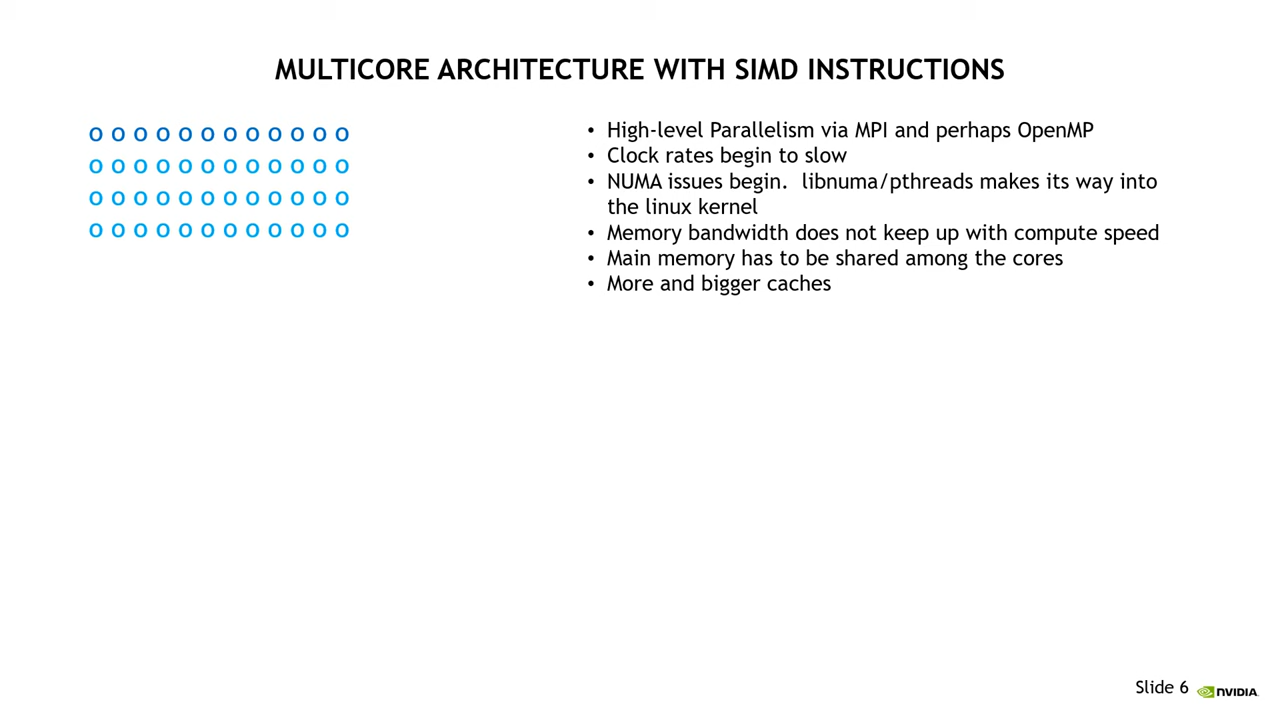 MULTICORE ARCHITECTURE WITH SIMD INSTRUCTIONS
o o o o o o o o o o o o
o o o o o o o o o o o o
o o o o o o o o o o o o
o o o o o o o o o o o o
• High-level Parallelism via MPI and perhaps OpenMP
• Clock rates begin to slow
• NUMA issues begin.  libnuma/pthreads makes its way into
the linux kernel
• Memory bandwidth does not keep up with compute speed
• Main memory has to be shared among the cores
• More and bigger caches
Slide 6 NVIDIA.